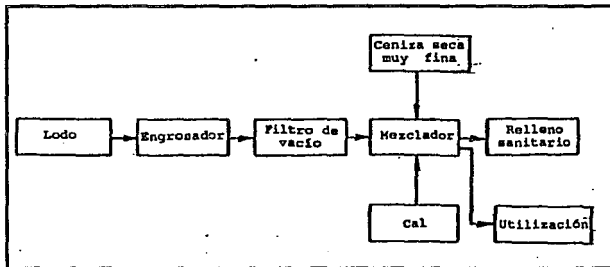 Ceniza seca
muy fina
Lodo
Engrosador
Filtro de
vacío
Mezclador
Relleno
sanitario
Cal
Utilización